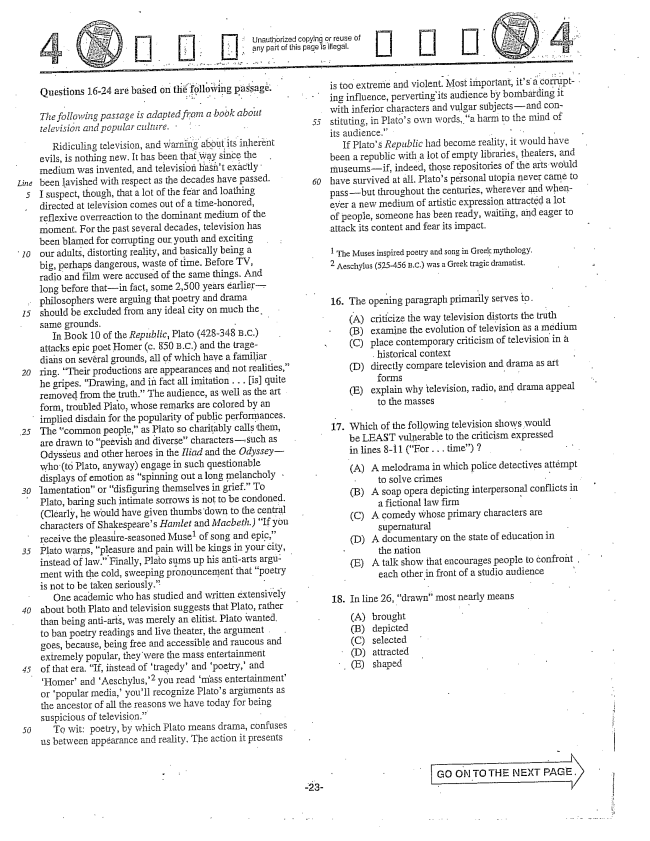 4
Unauthorized copying or reuse of
any part of this page is illegal.
4
Questions 16-24 are based on the following passage.
The following passage is adapted from a book about
television and popular culture.
Ridiculing television, and warning about its inherent
evils, is nothing new. It has been that way since the
medium was invented, and television hasn't exactly
Line been lavished with respect as the decades have passed.
5 I suspect, though, that a lot of the fear and loathing
directed at television comes out of a time-honored,
reflexive overreaction to the dominant medium of the
moment. For the past several decades, television has
been blamed for corrupting our youth and exciting
10 our adults, distorting reality, and basically being a
big, perhaps dangerous, waste of time. Before TV,
radio and film were accused of the same things. And
long before that—in fact, some 2,500 years earlier—
philosophers were arguing that poetry and drama
15 should be excluded from any ideal city on much the
same grounds.
In Book 10 of the Republic, Plato (428-348 B.C.)
attacks epic poet Homer (c. 850 B.C.) and the trage-
dians on several grounds, all of which have a familiar
20 ring. "Their productions are appearances and not realities,"
he gripes. "Drawing, and in fact all imitation . . . [is] quite
removed from the truth." The audience, as well as the art
form, troubled Plato, whose remarks are colored by an
implied disdain for the popularity of public performances.
25 The "common people," as Plato so charitably calls them,
are drawn to "peevish and diverse" characters—such as
Odysseus and other heroes in the Iliad and the Odyssey—
who (to Plato, anyway) engage in such questionable
displays of emotion as "spinning out a long melancholy
30 lamentation" or "disfiguring themselves in grief." To
Plato, baring such intimate sorrows is not to be condoned.
(Clearly, he would have given thumbs down to the central
characters of Shakespeare's Hamlet and Macbeth.) "If you
receive the pleasure-seasoned Muse1 of song and epic,"
35 Plato warns, "pleasure and pain will be kings in your city,
instead of law." Finally, Plato sums up his anti-arts argu-
ment with the cold, sweeping pronouncement that "poetry
is not to be taken seriously."
One academic who has studied and written extensively
40 about both Plato and television suggests that Plato, rather
than being anti-arts, was merely an elitist. Plato wanted
to ban poetry readings and live theater, the argument
goes, because, being free and accessible and raucous and
extremely popular, they were the mass entertainment
45 of that era. "If, instead of 'tragedy' and 'poetry,' and
'Homer' and 'Aeschylus,'2 you read 'mass entertainment'
or 'popular media,' you'll recognize Plato's arguments as
the ancestor of all the reasons we have today for being
suspicious of television."
50 To wit: poetry, by which Plato means drama, confuses
us between appearance and reality. The action it presents
is too extreme and violent. Most important, it's a corrupt-
ing influence, perverting its audience by bombarding it
with inferior characters and vulgar subjects—and con-
55 stituting, in Plato's own words, "a harm to the mind of
its audience."
If Plato's Republic had become reality, it would have
been a republic with a lot of empty libraries, theaters, and
museums—if, indeed, those repositories of the arts would
60 have survived at all. Plato's personal utopia never came to
pass—but throughout the centuries, wherever and when-
ever a new medium of artistic expression attracted a lot
of people, someone has been ready, waiting, and eager to
attack its content and fear its impact.
1 The Muses inspired poetry and song in Greek mythology.
2 Aeschylus (525-456 B.C.) was a Greek tragic dramatist.
16. The opening paragraph primarily serves to
(A) criticize the way television distorts the truth
(B) examine the evolution of television as a medium
(C) place contemporary criticism of television in a
historical context
(D) directly compare television and drama as art
forms
(E) explain why television, radio, and drama appeal
to the masses
17. Which of the following television shows would
be LEAST vulnerable to the criticism expressed
in lines 8-11 ("For . . . time") ?
(A) A melodrama in which police detectives attempt
to solve crimes
(B) A soap opera depicting interpersonal conflicts in
a fictional law firm
(C) A comedy whose primary characters are
supernatural
(D) A documentary on the state of education in
the nation
(E) A talk show that encourages people to confront
each other in front of a studio audience
18. In line 26, "drawn" most nearly means
(A) brought
(B) depicted
(C) selected
(D) attracted
(E) shaped
GO ON TO THE NEXT PAGE.
-23-